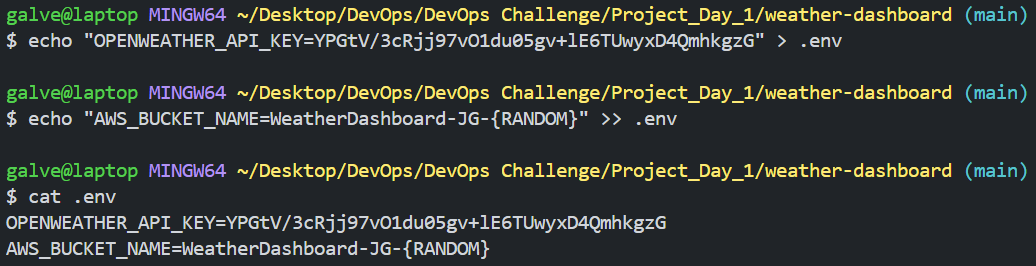 galve@laptop MINGW64 ~/Desktop/DevOps/DevOps Challenge/Project_Day_1/weather-dashboard (main)
$ echo "OPENWEATHER_API_KEY=YPGtV/3cRjj97vO1du05gv+lE6TUwyxD4QmhkgzG" > .env
galve@laptop MINGW64 ~/Desktop/DevOps/DevOps Challenge/Project_Day_1/weather-dashboard (main)
$ echo "AWS_BUCKET_NAME=WeatherDashboard-JG-{RANDOM}" >> .env
galve@laptop MINGW64 ~/Desktop/DevOps/DevOps Challenge/Project_Day_1/weather-dashboard (main)
$ cat .env
OPENWEATHER_API_KEY=YPGtV/3cRjj97vO1du05gv+lE6TUwyxD4QmhkgzG
AWS_BUCKET_NAME=WeatherDashboard-JG-{RANDOM}